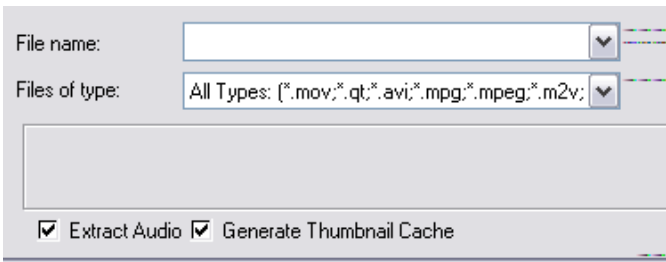 File name:
Files of type: All Types: (*.mov;*.qt;*.avi;*.mpg;*.mpeg;*.m2v;
Extract Audio Generate Thumbnail Cache